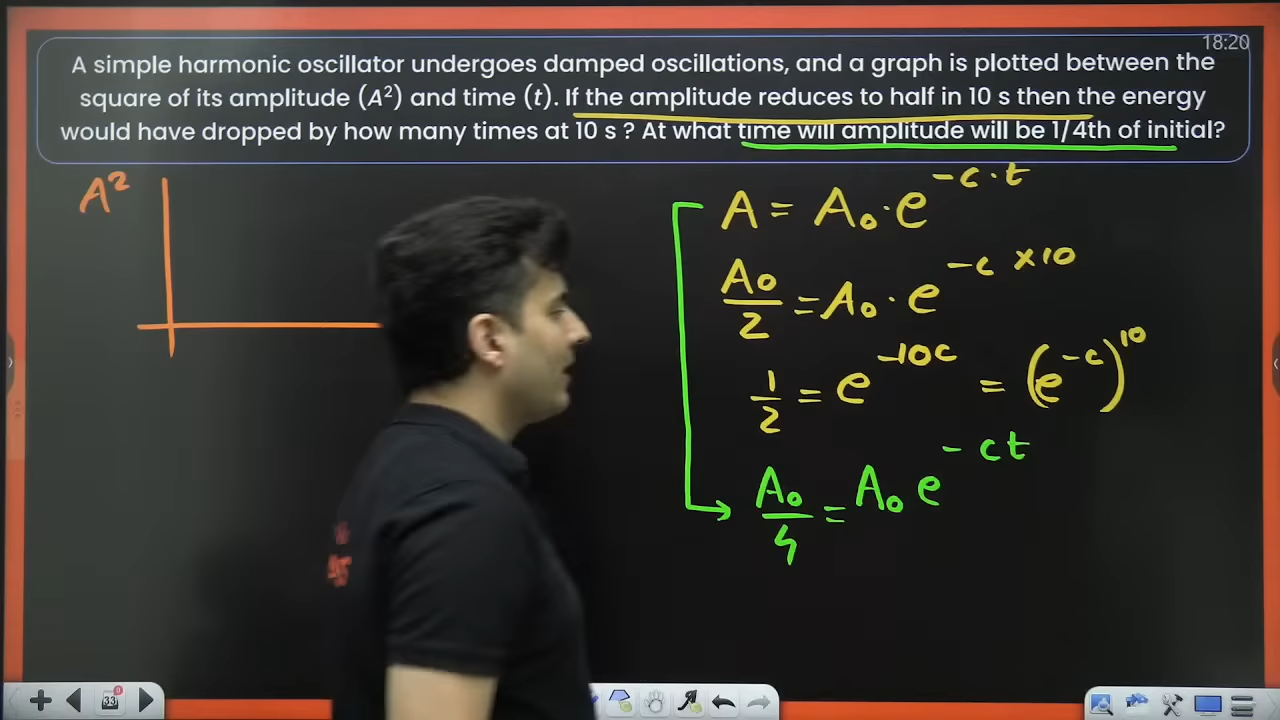 18:20
A simple harmonic oscillator undergoes damped oscillations, and a graph is plotted between the
square of its amplitude (A²) and time (t). If the amplitude reduces to half in 10 s then the energy
would have dropped by how many times at 10 s ? At what time will amplitude will be 1/4th of initial?
A²
A = A₀·e^{-c·t}
A₀/2 = A₀·e^{-c×10}
1/2 = e^{-10c} = (e^{-c})^{10}
A₀/4 = A₀ e^{-ct}
33